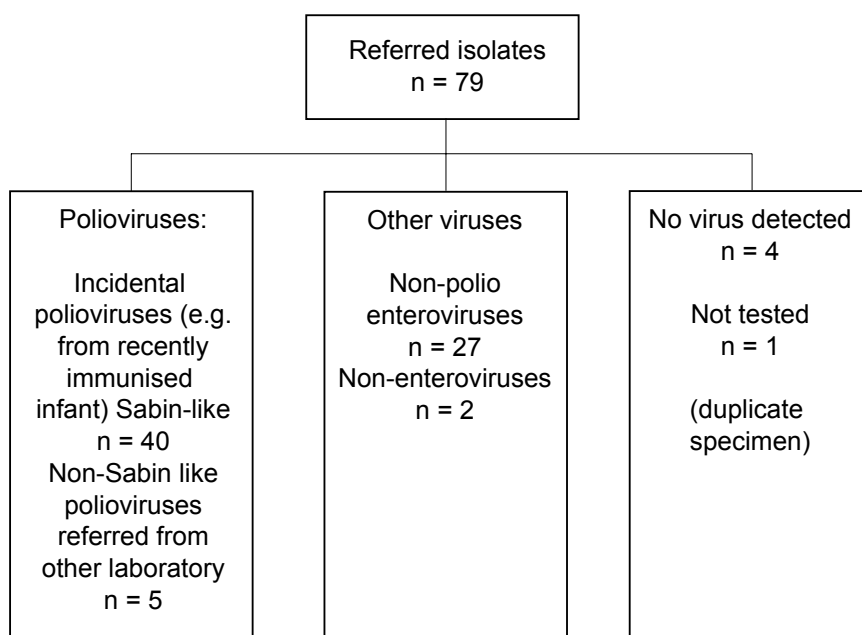 Referred isolates
n = 79
Polioviruses:
Incidental
polioviruses (e.g.
from recently
immunised
infant) Sabin-like
n = 40
Non-Sabin like
polioviruses
referred from
other laboratory
n = 5
Other viruses
Non-polio
enteroviruses
n = 27
Non-enteroviruses
n = 2
No virus detected
n = 4
Not tested
n = 1
(duplicate
specimen)